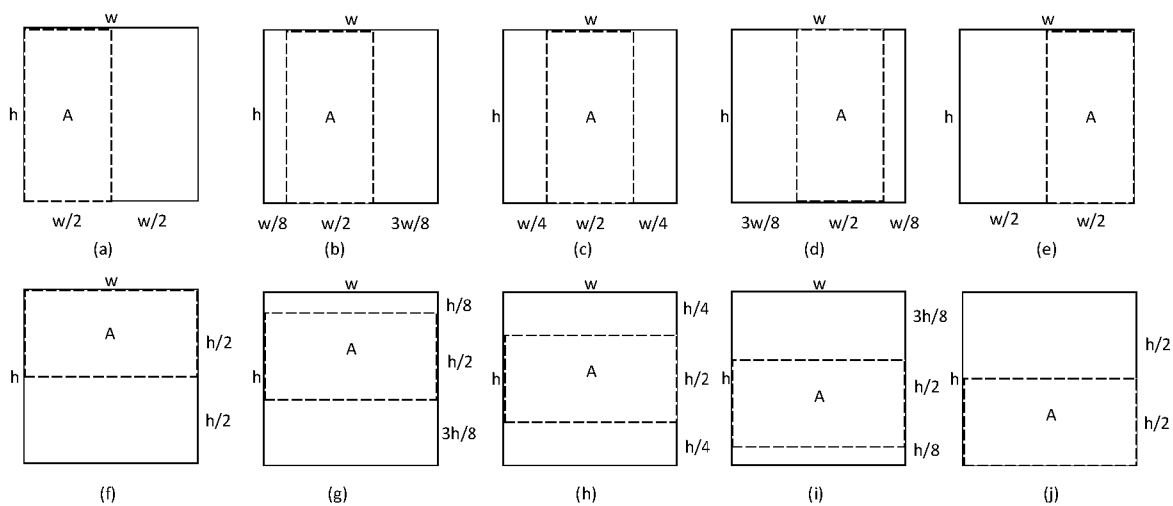 w w w w w
h A h A h A h A h A
w/2 w/2 w/8 w/2 3w/8 w/4 w/2 w/4 3w/8 w/2 w/8 w/2 w/2
(a) (b) (c) (d) (e)
w w w w
h/8 h/4 3h/8
A h/2 A h/2 A h/2 A h/2 h/2
h h h h h
h/2 3h/8 h/4 h/8 A h/2
(f) (g) (h) (i) (j)